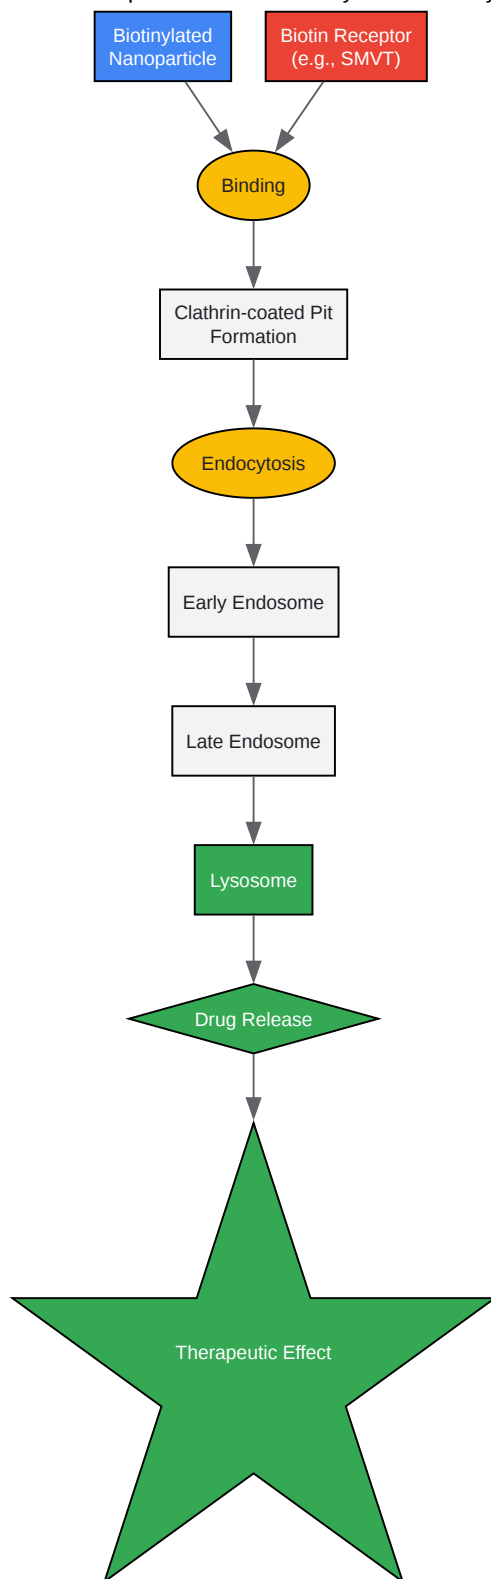 Biotinylated
Nanoparticle
Biotin Receptor
(e.g., SMVT)
Binding
Clathrin-coated Pit
Formation
Endocytosis
Early Endosome
Late Endosome
Lysosome
Drug Release
Therapeutic Effect